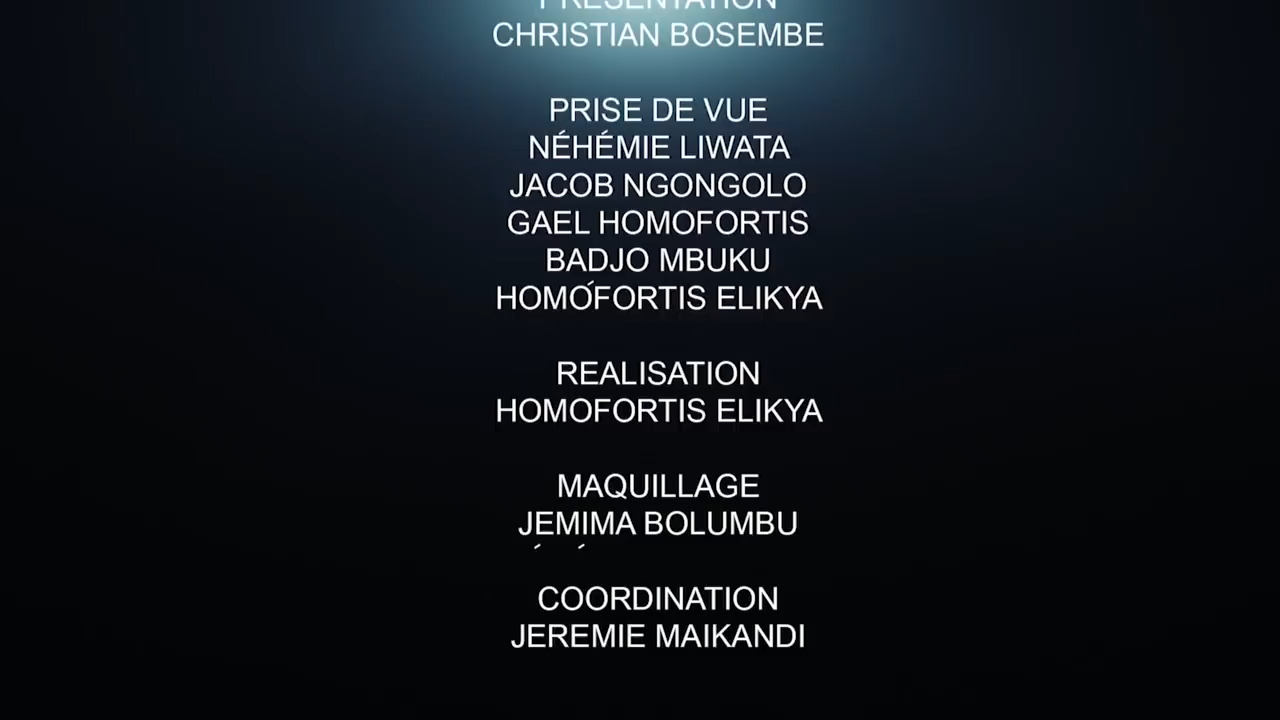 PRESENTATION
CHRISTIAN BOSEMBE
PRISE DE VUE
NÉHÉMIE LIWATA
JACOB NGONGOLO
GAEL HOMOFORTIS
BADJO MBUKU
HOMOFORTIS ELIKYA
REALISATION
HOMOFORTIS ELIKYA
MAQUILLAGE
JEMIMA BOLUMBU
COORDINATION
JEREMIE MAIKANDI